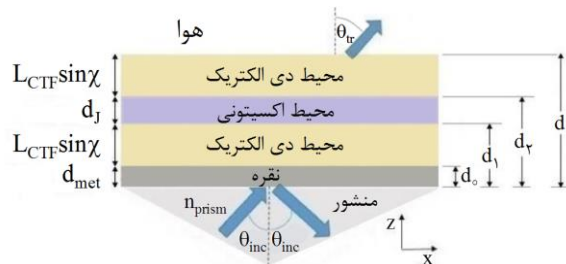 هوا
θtr
LCTFsinχ
محیط دی الکتریک
dJ
محیط اکسیتونی
LCTFsinχ
محیط دی الکتریک
dmet
نقره
d۰
d۱
d۲
d
nprism
منشور
θinc
θinc
z
x